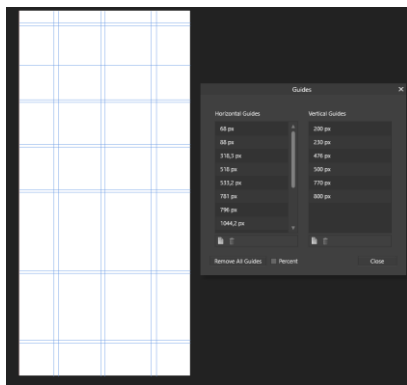 Guides
Horizontal Guides
Vertical Guides
68 px
200 px
88 px
230 px
318,3 px
476 px
518 px
500 px
533,2 px
770 px
781 px
800 px
796 px
1044,2 px
Remove All Guides
Percent
Close